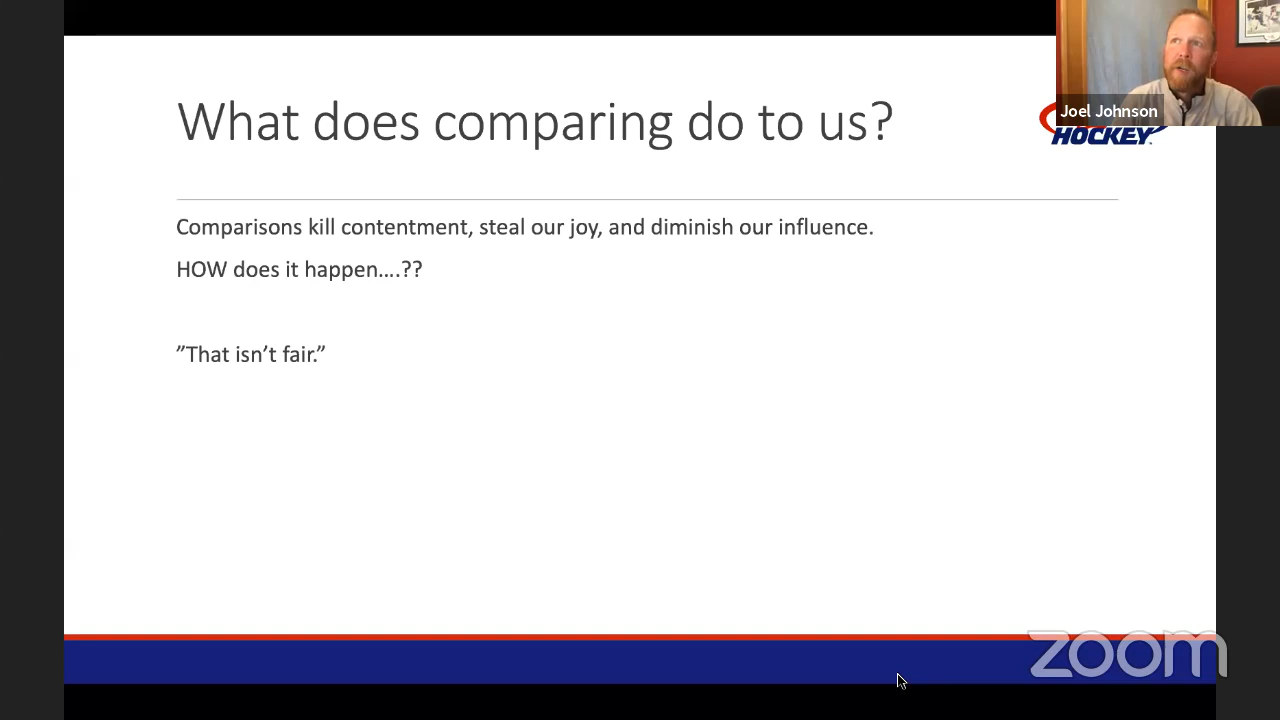 What does comparing do to us?
Joel Johnson
HOCKEY
Comparisons kill contentment, steal our joy, and diminish our influence.
HOW does it happen....??
”That isn’t fair.”
zoom